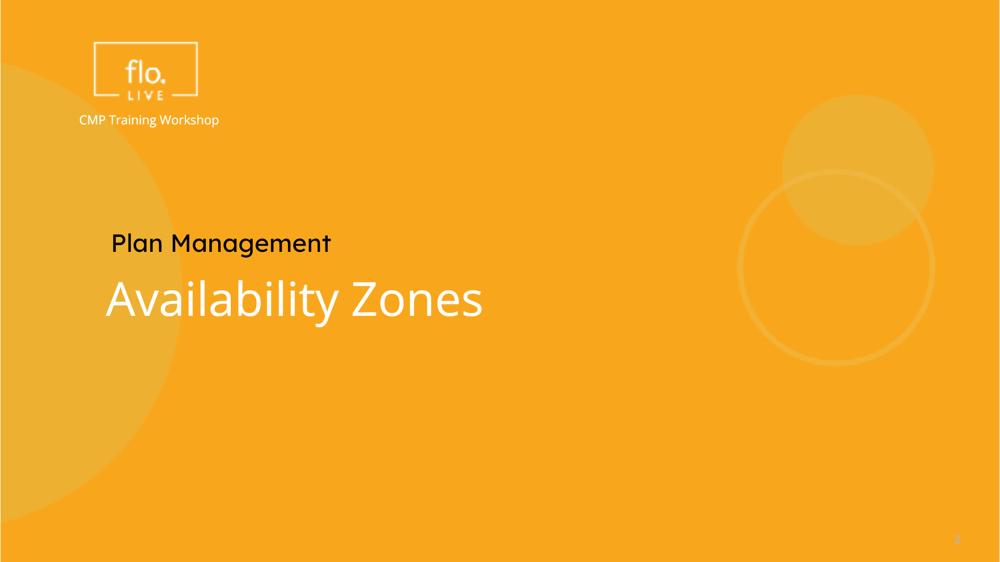 flo.
LIVE
CMP Training Workshop
Plan Management
Availability Zones
2